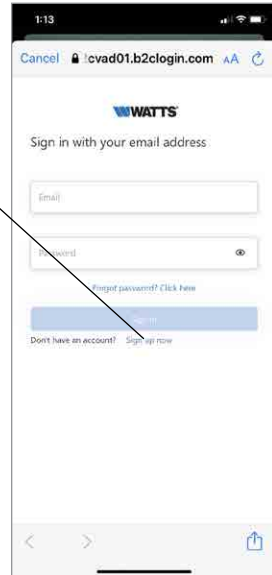 1:13
Cancel cvad01.b2clogin.com AA
WATTS
Sign in with your email address
Email
Password
Forgot password? Click here
Sign in
Don't have an account? Sign up now